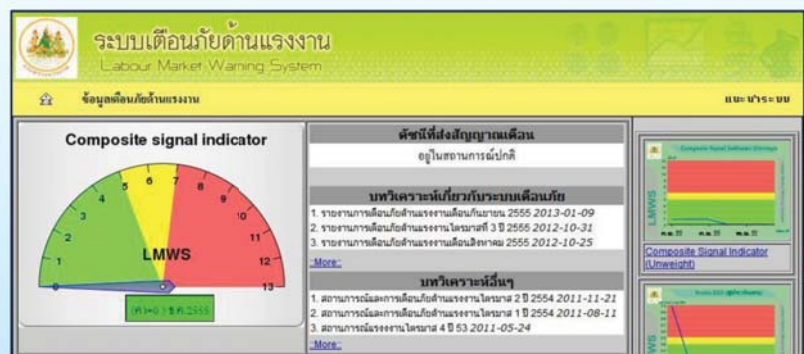 ระบบเตือนภัยด้านแรงงาน
Labour Market Warning System
ข้อมูลเตือนภัยด้านแรงงาน
แนะนำระบบ
Composite signal indicator
0 1 2 3 4 5 6 7 8 9 10 11 12 13
LMWS
(ค่า=0 ) ธ.ค.2555
ดัชนีที่ส่งสัญญาณเตือน
อยู่ในสถานการณ์ปกติ
บทวิเคราะห์เกี่ยวกับระบบเตือนภัย
1. รายงานการเตือนภัยด้านแรงงานเดือนกันยายน 2555 2013-01-09
2. รายงานการเตือนภัยด้านแรงงานไตรมาสที่ 3 ปี 2555 2012-10-31
3. รายงานการเตือนภัยด้านแรงงานเดือนสิงหาคม 2555 2012-10-25
::More::
บทวิเคราะห์อื่นๆ
1. สถานการณ์และการเตือนภัยด้านแรงงานไตรมาส 2 ปี 2554 2011-11-21
2. สถานการณ์และการเตือนภัยด้านแรงงานไตรมาส 1 ปี 2554 2011-08-11
3. สถานการณ์แรงงงานไตรมาส 4 ปี 53 2011-05-24
::More::
LMWS
Composite Signal Indicator
(Unweight)
LMWS